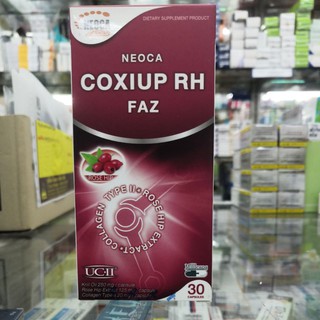 NEOCA
DIETARY SUPPLEMENT PRODUCT
NEOCA
COXIUP RH
FAZ
ROSE HIP
COLLAGEN TYPE II • ROSE HIP EXTRACT
UC•II
30
CAPSULES